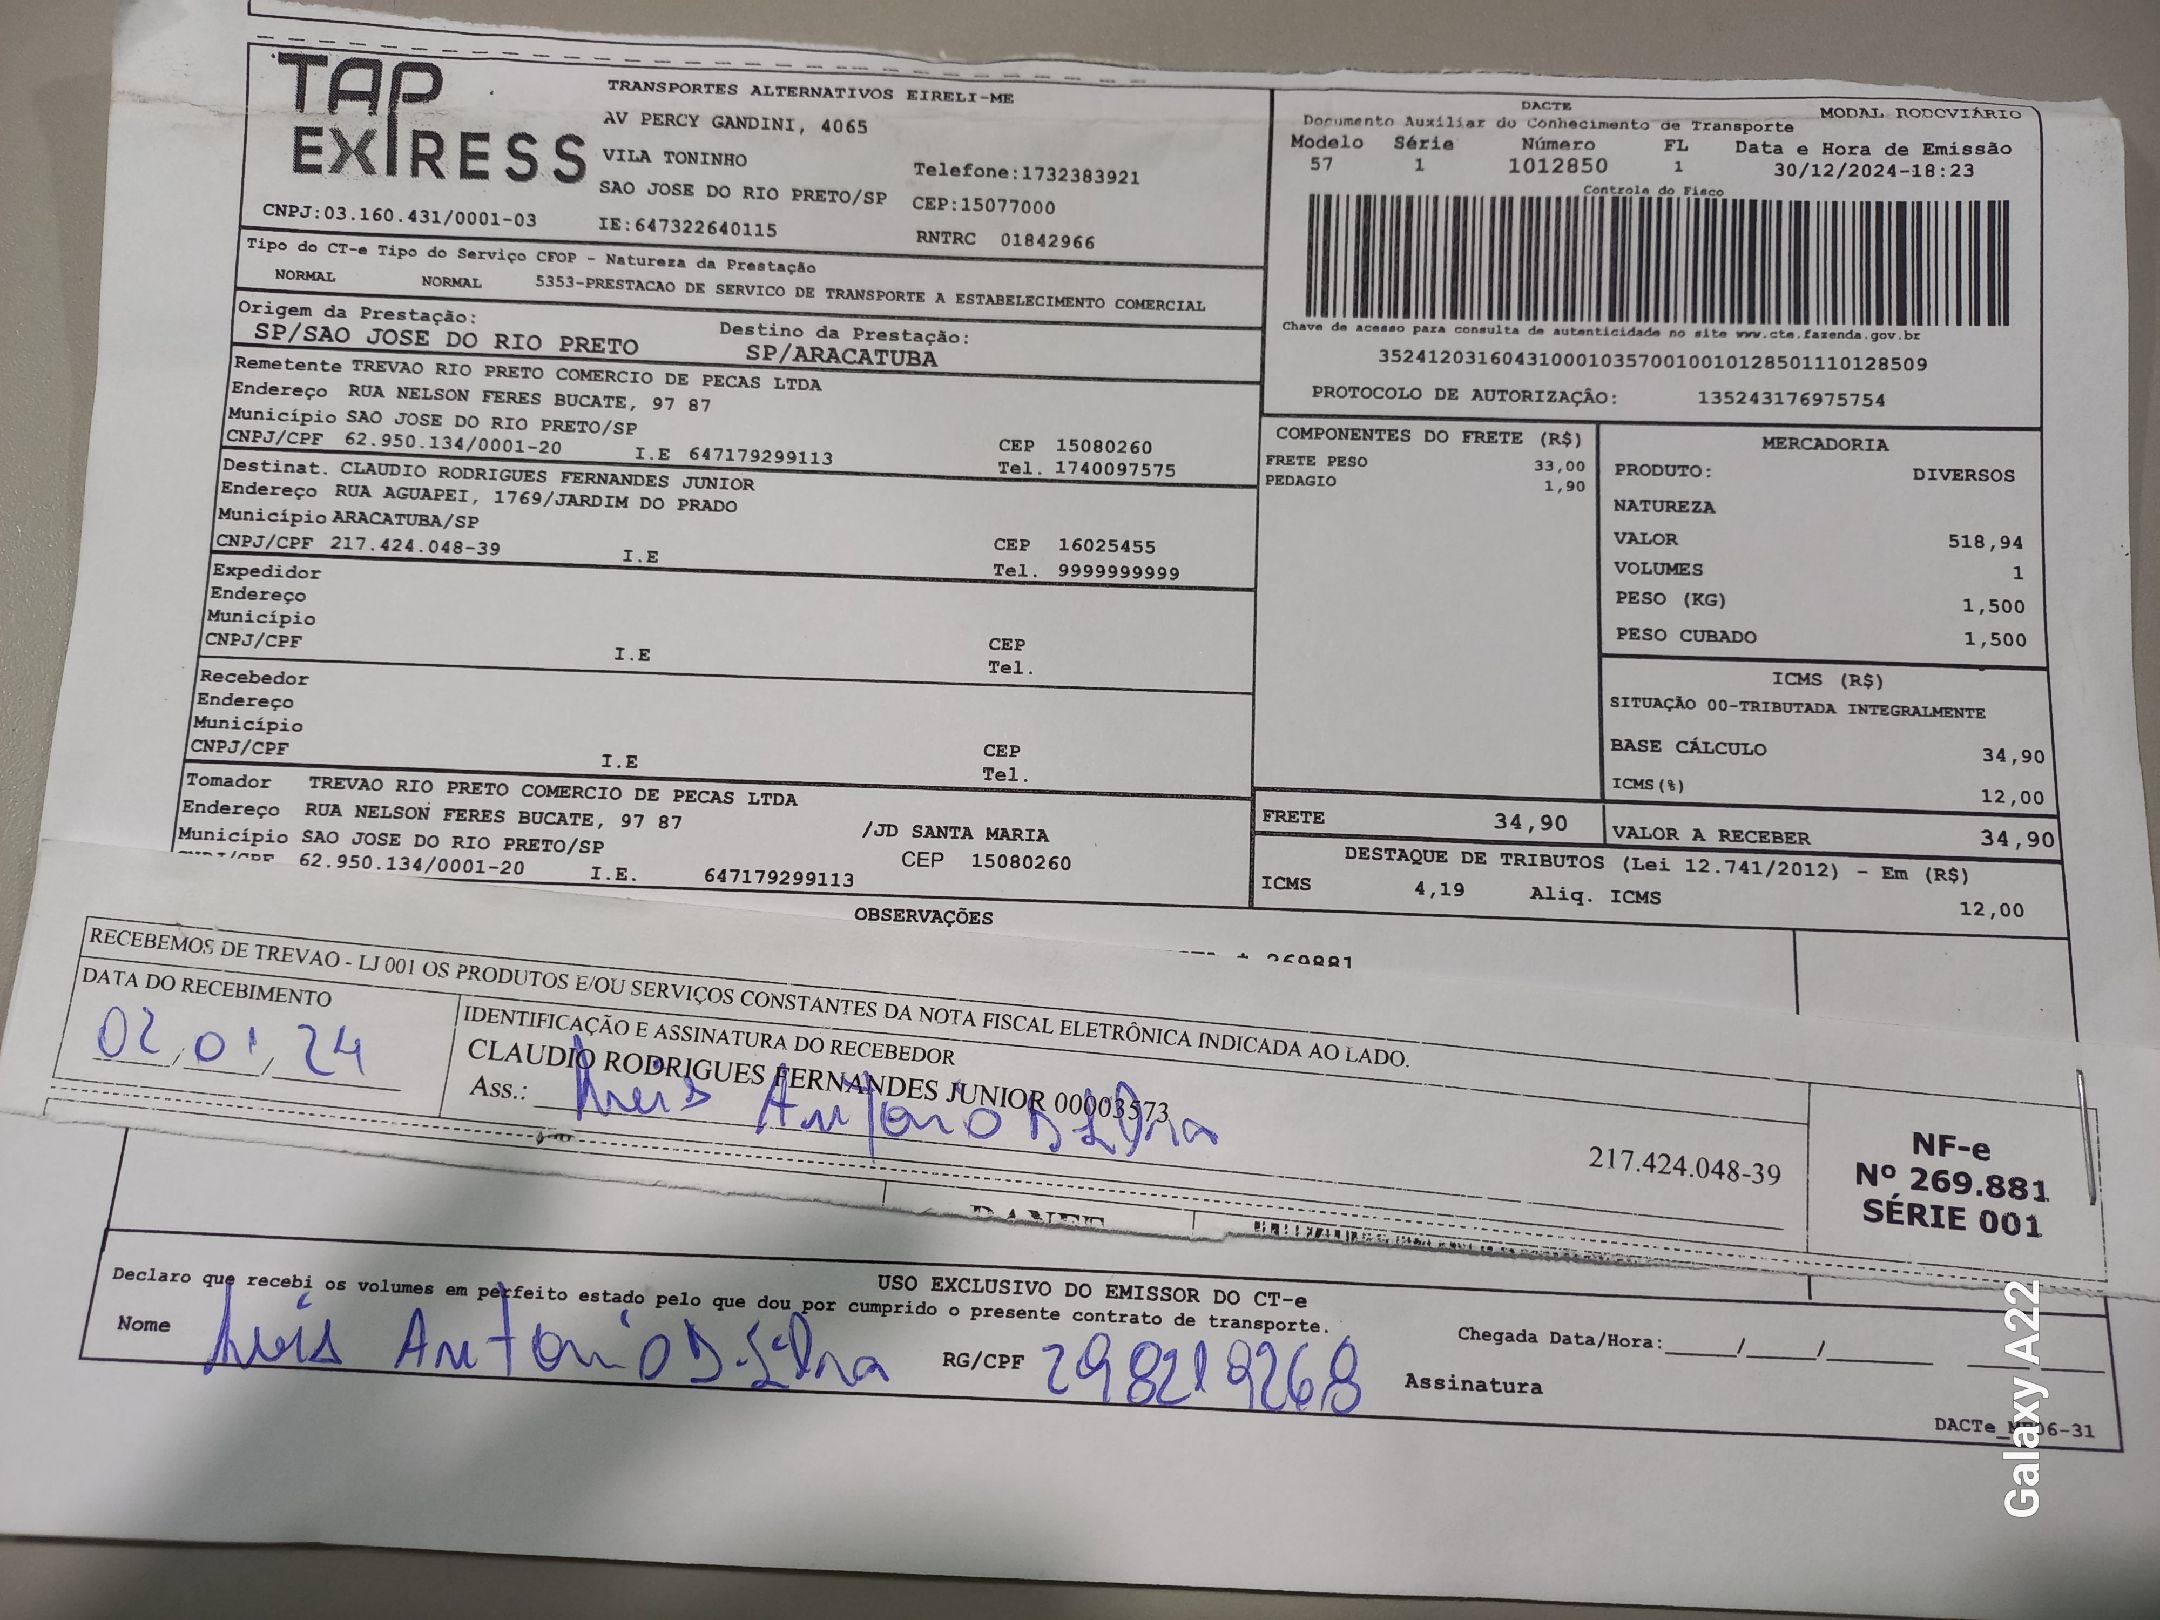 TAP EXPRESS
TRANSPORTES ALTERNATIVOS EIRELI-ME
AV PERCY GANDINI, 4065
VILA TONINHO Telefone:1732383921
SAO JOSE DO RIO PRETO/SP CEP:15077000
CNPJ:03.160.431/0001-03 IE:647322640115 RNTRC 01842966
DACTE MODAL RODOVIÁRIO
Documento Auxiliar do Conhecimento de Transporte
Modelo Série Número FL Data e Hora de Emissão
57 1 1012850 1 30/12/2024-18:23
Controle do Fisco
Chave de acesso para consulta de autenticidade no site www.cte.fazenda.gov.br
35241203160431000103570010010128501110128509
PROTOCOLO DE AUTORIZAÇÂO: 135243176975754
Tipo do CT-e Tipo do Serviço CFOP - Natureza da Prestação
NORMAL NORMAL 5353-PRESTACAO DE SERVICO DE TRANSPORTE A ESTABELECIMENTO COMERCIAL
Origem da Prestação: Destino da Prestação:
SP/SAO JOSE DO RIO PRETO SP/ARACATUBA
Remetente TREVAO RIO PRETO COMERCIO DE PECAS LTDA
Endereço RUA NELSON FERES BUCATE, 97 87
Município SAO JOSE DO RIO PRETO/SP CEP 15080260
CNPJ/CPF 62.950.134/0001-20 I.E 647179299113 Tel. 1740097575
Destinat. CLAUDIO RODRIGUES FERNANDES JUNIOR
Endereço RUA AGUAPEI, 1769/JARDIM DO PRADO
Município ARACATUBA/SP CEP 16025455
CNPJ/CPF 217.424.048-39 I.E Tel. 9999999999
Expedidor
Endereço
Município CEP
CNPJ/CPF I.E Tel.
Recebedor
Endereço
Município CEP
CNPJ/CPF I.E Tel.
Tomador TREVAO RIO PRETO COMERCIO DE PECAS LTDA
Endereço RUA NELSON FERES BUCATE, 97 87 /JD SANTA MARIA
Município SAO JOSE DO RIO PRETO/SP CEP 15080260
CNPJ/CPF 62.950.134/0001-20 I.E. 647179299113
COMPONENTES DO FRETE (R$)
FRETE PESO 33,00
PEDAGIO 1,90
MERCADORIA
PRODUTO: DIVERSOS
NATUREZA
VALOR 518,94
VOLUMES 1
PESO (KG) 1,500
PESO CUBADO 1,500
ICMS (R$)
SITUAÇÃO 00-TRIBUTADA INTEGRALMENTE
BASE CÁLCULO 34,90
ICMS(%) 12,00
FRETE 34,90 VALOR A RECEBER 34,90
DESTAQUE DE TRIBUTOS (Lei 12.741/2012) - Em (R$)
ICMS 4,19 Aliq. ICMS 12,00
OBSERVAÇÕES
269881
RECEBEMOS DE TREVAO - LJ 001 OS PRODUTOS E/OU SERVIÇOS CONSTANTES DA NOTA FISCAL ELETRÔNICA INDICADA AO LADO.
DATA DO RECEBIMENTO IDENTIFICAÇÃO E ASSINATURA DO RECEBEDOR
02/01/24 CLAUDIO RODRIGUES FERNANDES JUNIOR 00003573
Ass.: Luis Antonio D Silva
217.424.048-39
NF-e
Nº 269.881
SÉRIE 001
DANFE
USO EXCLUSIVO DO EMISSOR DO CT-e
Declaro que recebi os volumes em perfeito estado pelo que dou por cumprido o presente contrato de transporte.
Nome Luis Antonio D Silva RG/CPF 298219268 Assinatura
Chegada Data/Hora:____/____/______
DACTe_ 06-31
Galaxy A22